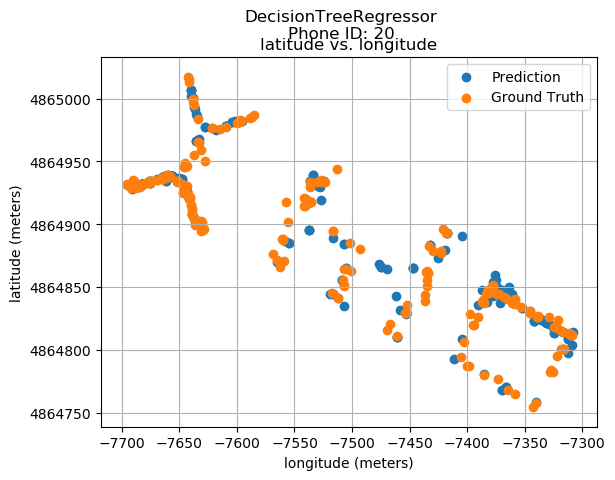 DecisionTreeRegressor
Phone ID: 20
latitude vs. longitude
Prediction
Ground Truth
latitude (meters)
4865000
4864950
4864900
4864850
4864800
4864750
−7700
−7650
−7600
−7550
−7500
−7450
−7400
−7350
−7300
longitude (meters)